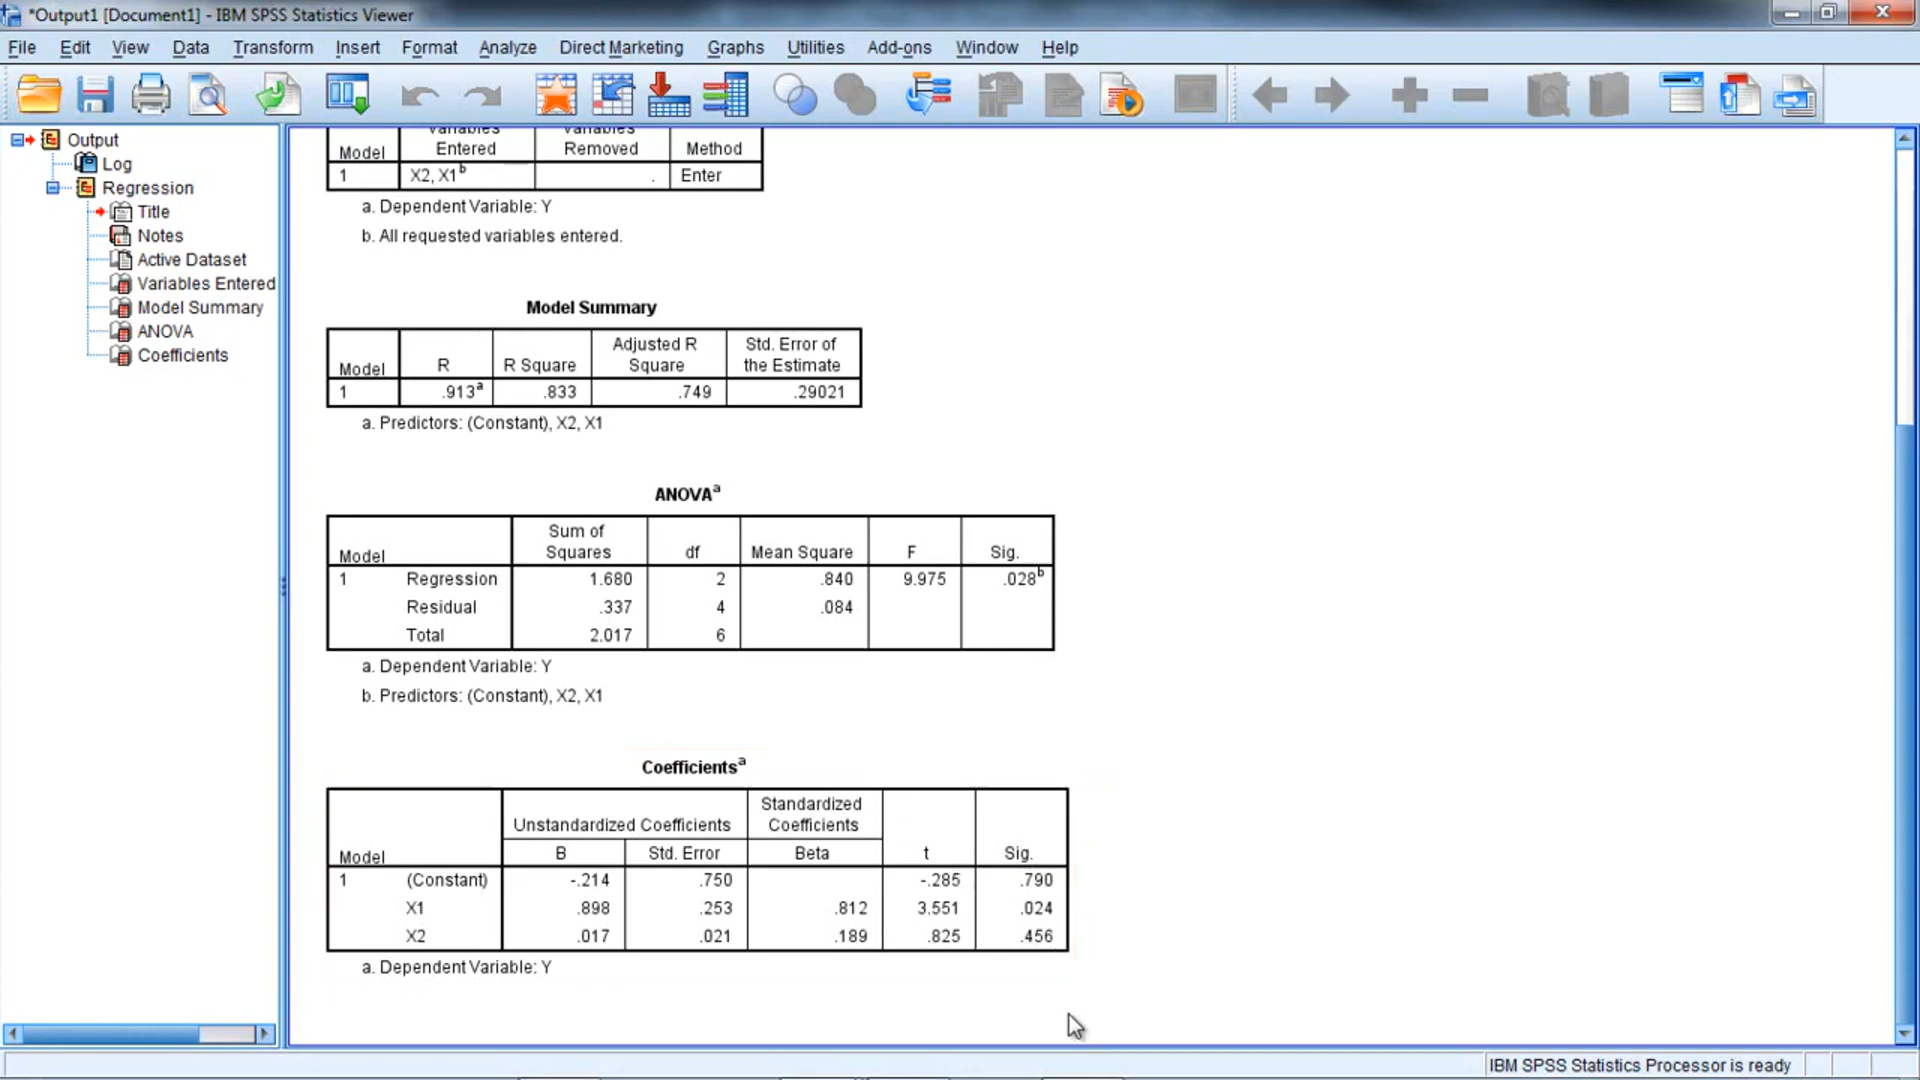 *Output1 [Document1] - IBM SPSS Statistics Viewer
File Edit View Data Transform Insert Format Analyze Direct Marketing Graphs Utilities Add-ons Window Help
Output
Log
Regression
Title
Notes
Active Dataset
Variables Entered
Model Summary
ANOVA
Coefficients
Model Variables Entered Variables Removed Method
1 X2, X1b . Enter
a. Dependent Variable: Y
b. All requested variables entered.
Model Summary
Model R R Square Adjusted R Square Std. Error of the Estimate
1 .913a .833 .749 .29021
a. Predictors: (Constant), X2, X1
ANOVAa
Model Sum of Squares df Mean Square F Sig.
1 Regression 1.680 2 .840 9.975 .028b
Residual .337 4 .084
Total 2.017 6
a. Dependent Variable: Y
b. Predictors: (Constant), X2, X1
Coefficientsa
Model Unstandardized Coefficients Standardized Coefficients t Sig.
B Std. Error Beta
1 (Constant) -.214 .750 -.285 .790
X1 .898 .253 .812 3.551 .024
X2 .017 .021 .189 .825 .456
a. Dependent Variable: Y
IBM SPSS Statistics Processor is ready